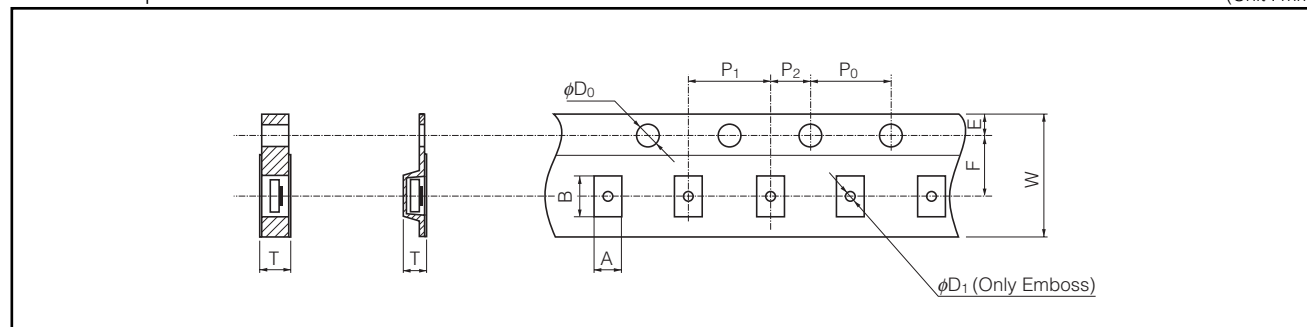 P₁ P₂ P₀
ϕD₀
E
F
W
B
T T A
ϕD₁ (Only Emboss)